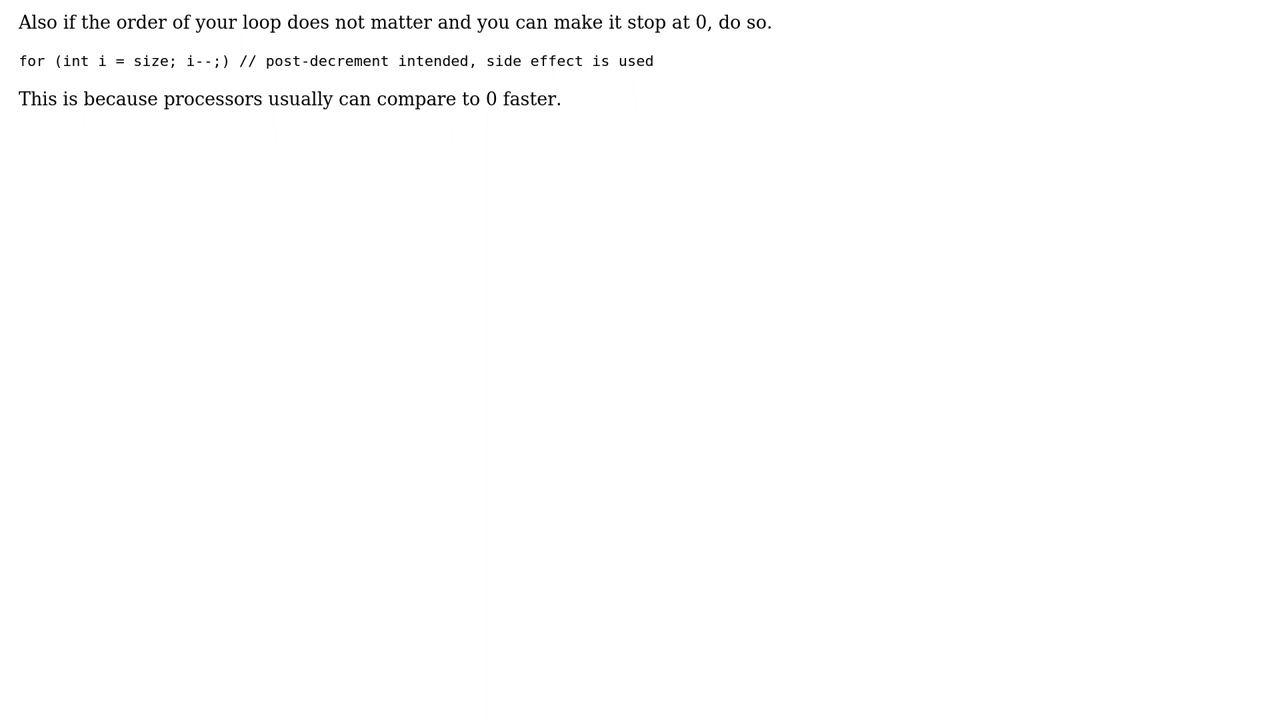 Also if the order of your loop does not matter and you can make it stop at 0, do so.
for (int i = size; i--;) // post-decrement intended, side effect is used
This is because processors usually can compare to 0 faster.